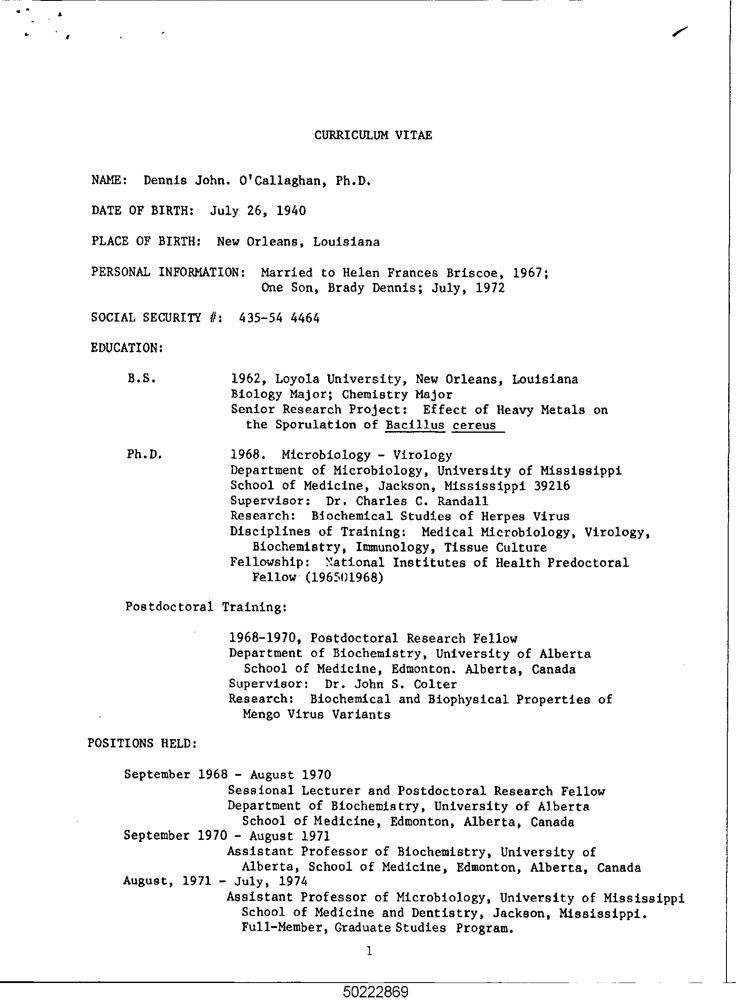 CURRICULUM VITAE
NAME: Dennis John. O'Callaghan, Ph.D.
DATE OF BIRTH: July 26, 1940
PLACE OF BIRTH: New Orleans, Louisiana
PERSONAL INFORMATION: Married to Helen Frances Briscoe, 1967;
One Son, Brady Dennis; July, 1972
SOCIAL SECURITY #: 435-54 4464
EDUCATION:
B.S. 1962, Loyola University, New Orleans, Louisiana
Biology Major; Chemistry Major
Senior Research Project: Effect of Heavy Metals on
the Sporulation of Bacillus cereus
Ph.D. 1968. Microbiology - Virology
Department of Microbiology, University of Mississippi
School of Medicine, Jackson, Mississippi 39216
Supervisor: Dr. Charles C. Randall
Research: Biochemical Studies of Herpes Virus
Disciplines of Training: Medical Microbiology, Virology,
Biochemistry, Immunology, Tissue Culture
Fellowship: National Institutes of Health Predoctoral
Fellow (1965()1968)
Postdoctoral Training:
1968-1970, Postdoctoral Research Fellow
Department of Biochemistry, University of Alberta
School of Medicine, Edmonton. Alberta, Canada
Supervisor: Dr. John S. Colter
Research: Biochemical and Biophysical Properties of
Mengo Virus Variants
POSITIONS HELD:
September 1968 - August 1970
Sessional Lecturer and Postdoctoral Research Fellow
Department of Biochemistry, University of Alberta
School of Medicine, Edmonton, Alberta, Canada
September 1970 - August 1971
Assistant Professor of Biochemistry, University of
Alberta, School of Medicine, Edmonton, Alberta, Canada
August, 1971 - July, 1974
Assistant Professor of Microbiology, University of Mississippi
School of Medicine and Dentistry, Jackson, Mississippi.
Full-Member, Graduate Studies Program.
1
50222869